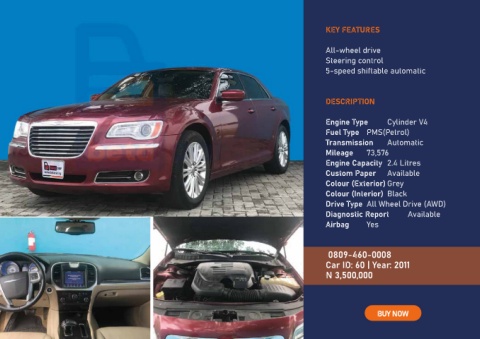 KEY FEATURES
All-wheel drive
Steering control
5-speed shiftable automatic
DESCRIPTION
Engine Type Cylinder V4
Fuel Type PMS(Petrol)
Transmission Automatic
Mileage 73,576
Engine Capacity 2.4 Litres
Custom Paper Available
Colour (Exterior) Grey
Colour (Interior) Black
Drive Type All Wheel Drive (AWD)
Diagnostic Report Available
Airbag Yes
0809-460-0008
Car ID: 60 | Year: 2011
N 3,500,000
BUY NOW